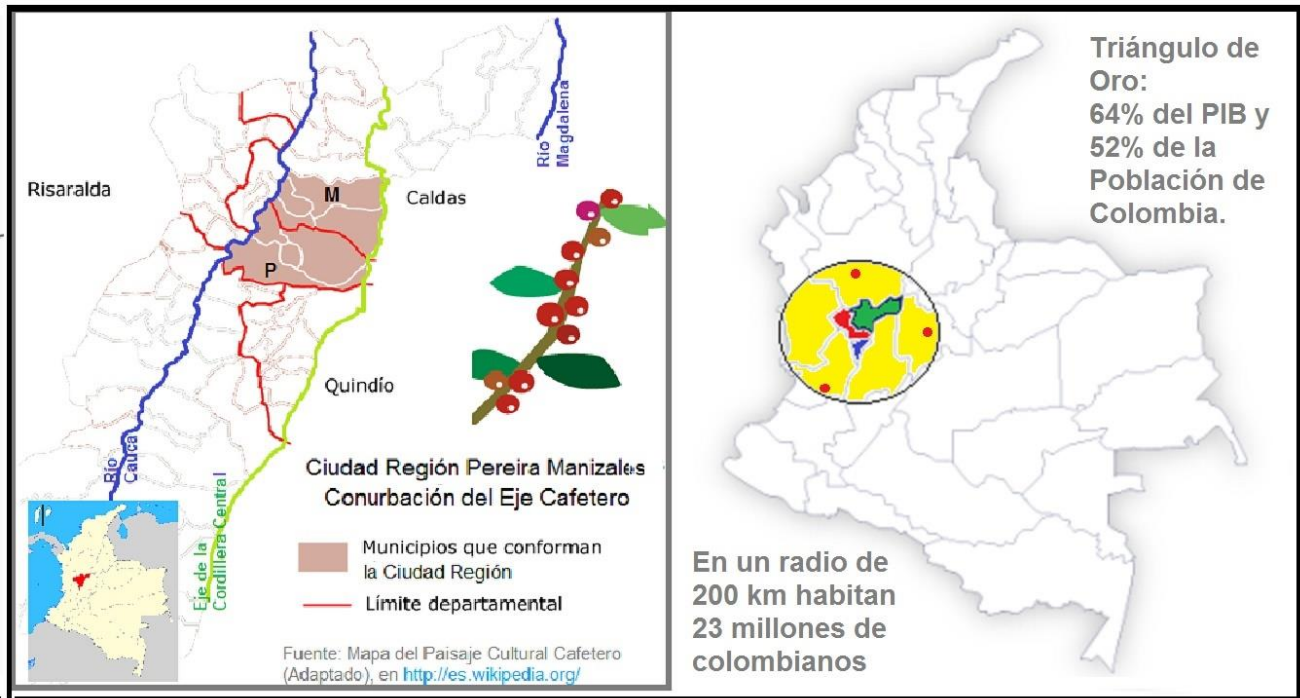 Risaralda
M
Caldas
Río
Magdalena
P
Quindío
Río
Cauca
Eje de la
Cordillera Central
Ciudad Región Pereira Manizales
Conurbación del Eje Cafetero
Municipios que conforman
la Ciudad Región
Límite departamental
Fuente: Mapa del Paisaje Cultural Cafetero
(Adaptado), en http://es.wikipedia.org/
Triángulo de
Oro:
64% del PIB y
52% de la
Población de
Colombia.
En un radio de
200 km habitan
23 millones de
colombianos